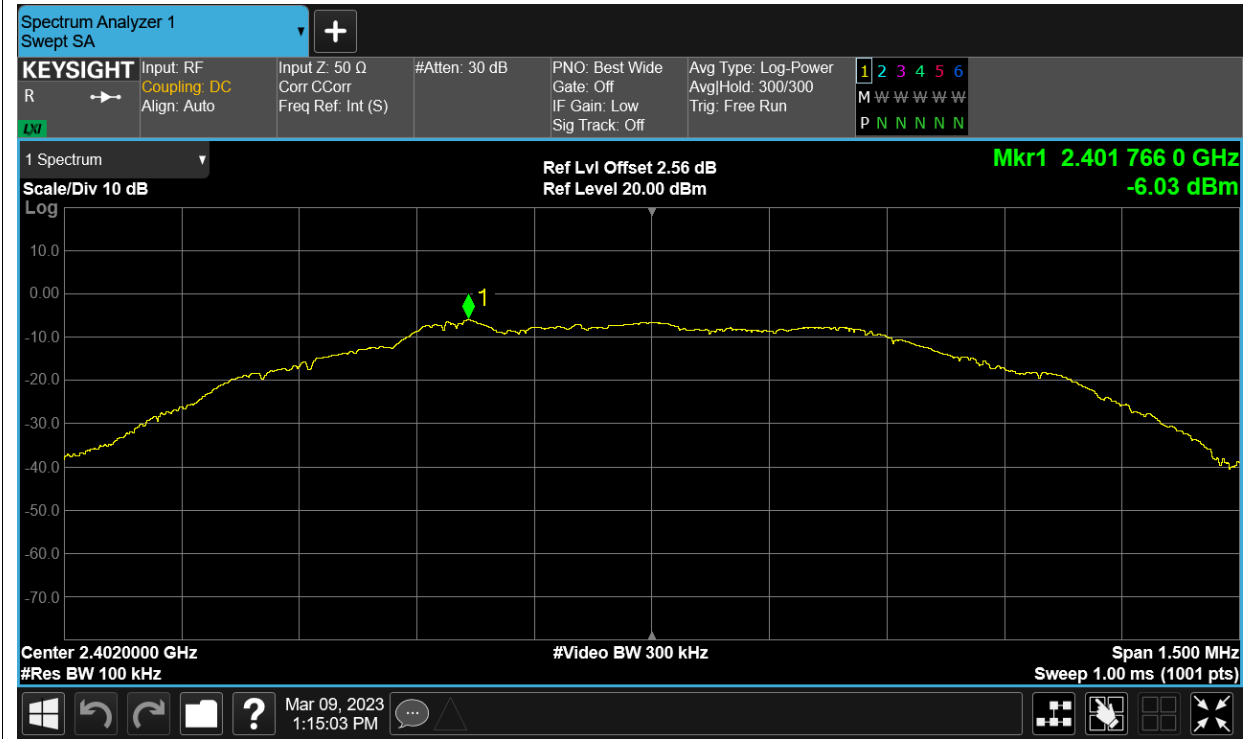 Spectrum Analyzer 1
Swept SA
+
KEYSIGHT
R
LXI
Input: RF
Coupling: DC
Align: Auto
Input Z: 50 Ω
Corr CCorr
Freq Ref: Int (S)
#Atten: 30 dB
PNO: Best Wide
Gate: Off
IF Gain: Low
Sig Track: Off
Avg Type: Log-Power
Avg|Hold: 300/300
Trig: Free Run
1 2 3 4 5 6
M W W W W W
P N N N N N
1 Spectrum
Scale/Div 10 dB
Log
Ref Lvl Offset 2.56 dB
Ref Level 20.00 dBm
Mkr1 2.401 766 0 GHz
-6.03 dBm
10.0
0.00
1
-10.0
-20.0
-30.0
-40.0
-50.0
-60.0
-70.0
Center 2.4020000 GHz
#Video BW 300 kHz
Span 1.500 MHz
#Res BW 100 kHz
Sweep 1.00 ms (1001 pts)
?
Mar 09, 2023
1:15:03 PM